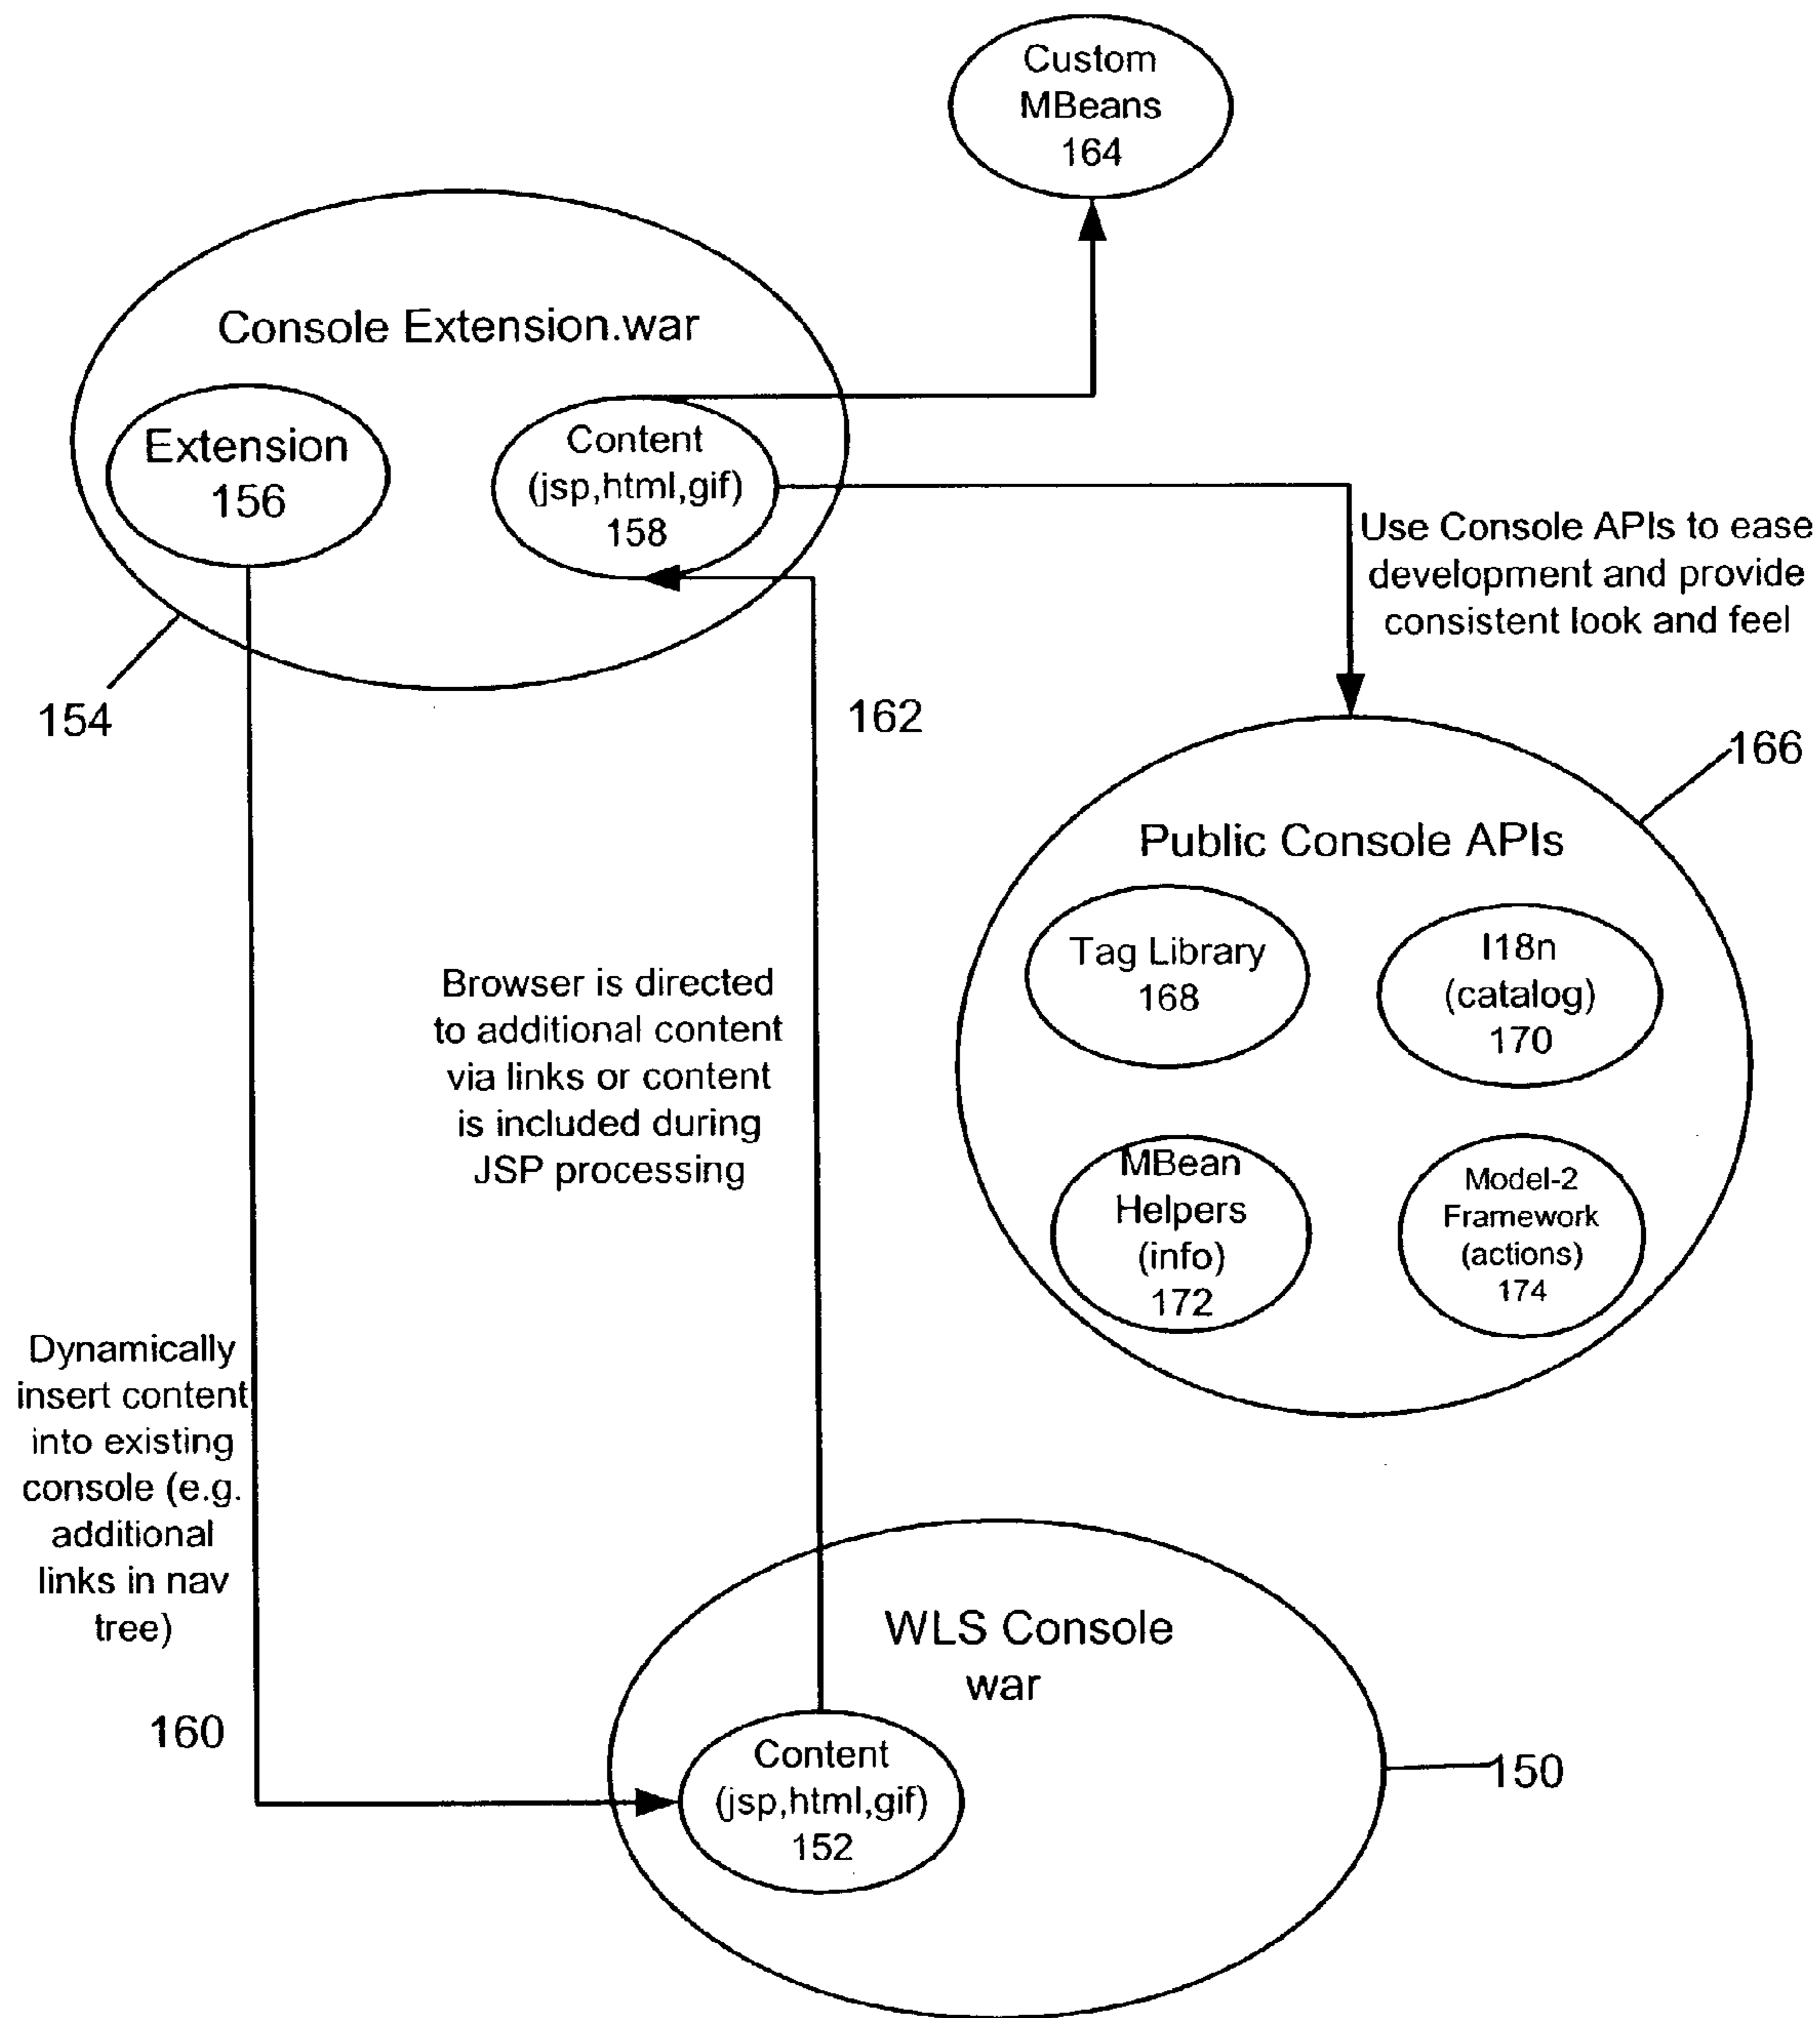 Custom
MBeans
164
Console Extension.war
Extension
156
Content
(jsp,html,gif)
158
154
162
Use Console APIs to ease
development and provide
consistent look and feel
166
Public Console APIs
Tag Library
168
I18n
(catalog)
170
MBean
Helpers
(info)
172
Model-2
Framework
(actions)
174
Browser is directed
to additional content
via links or content
is included during
JSP processing
Dynamically
insert content
into existing
console (e.g.
additional
links in nav
tree)
160
WLS Console
war
Content
(jsp,html,gif)
152
150